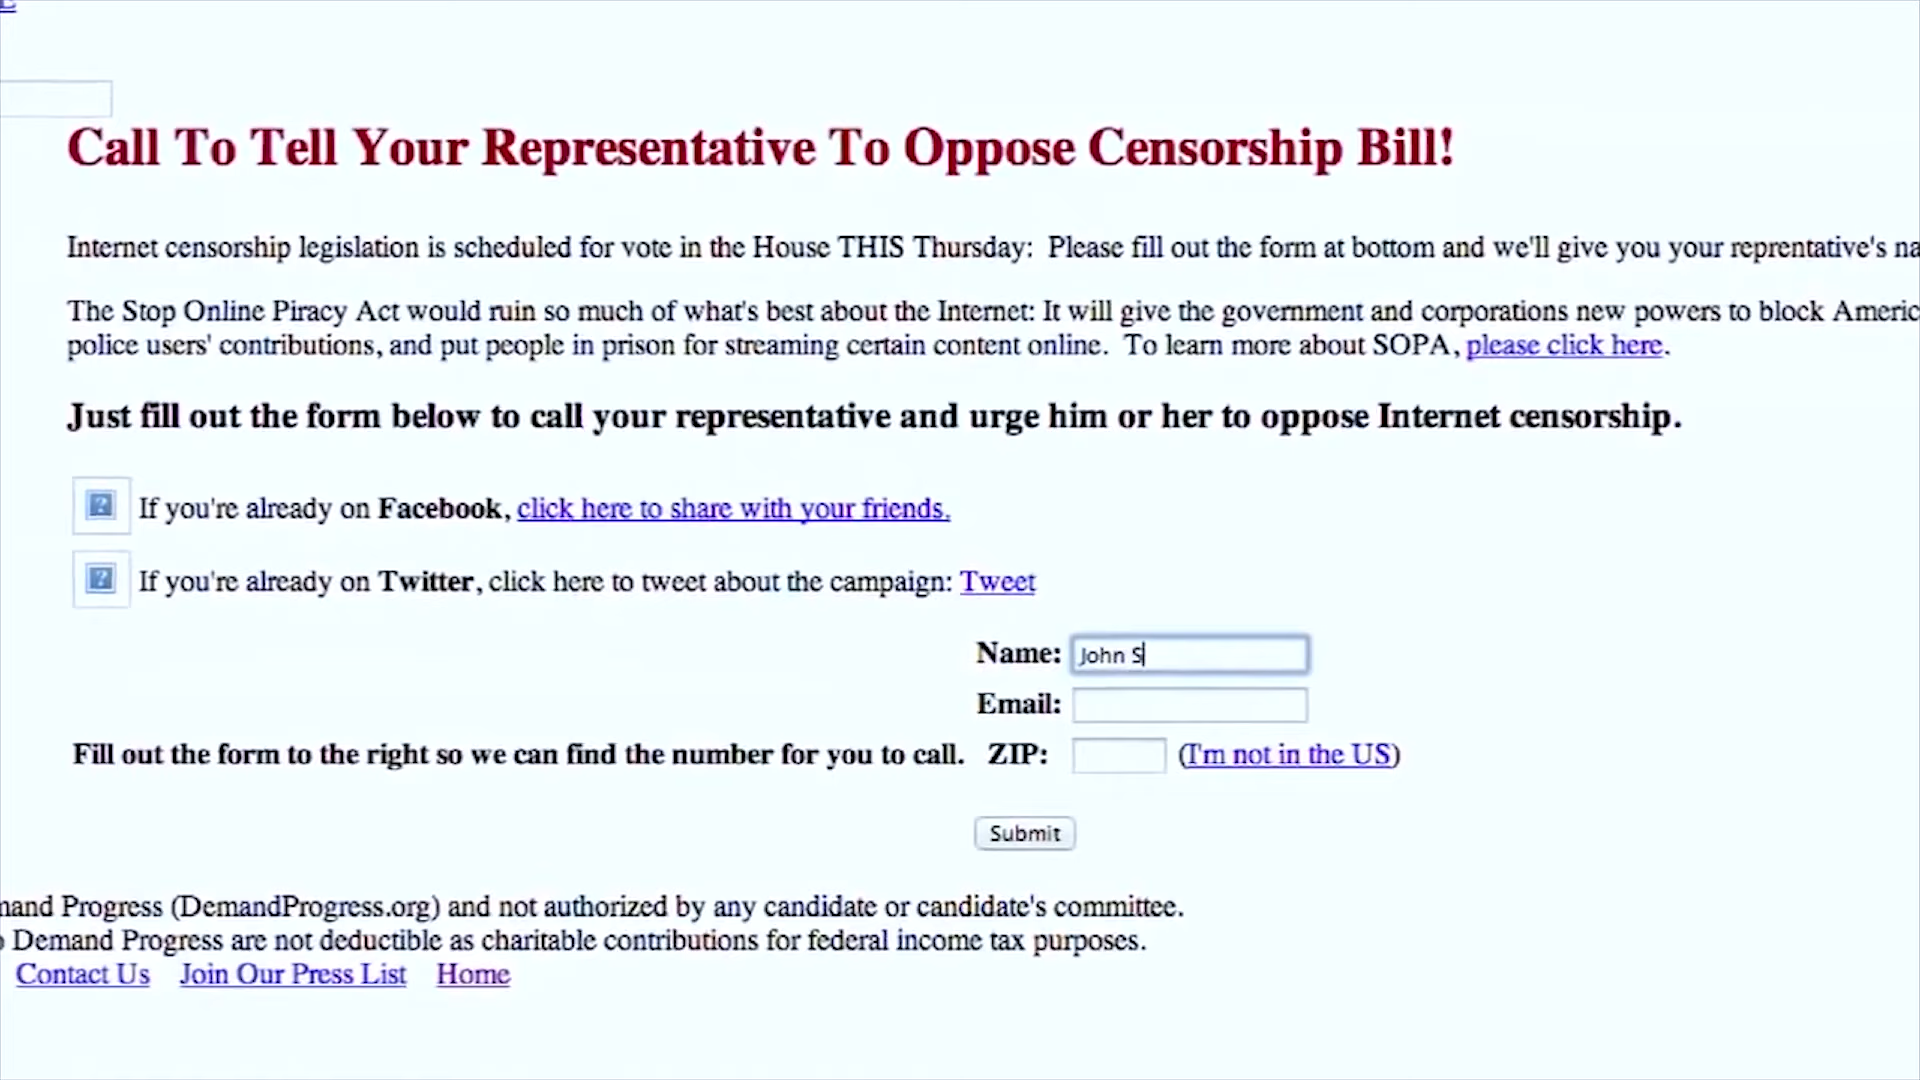 Call To Tell Your Representative To Oppose Censorship Bill!
Internet censorship legislation is scheduled for vote in the House THIS Thursday: Please fill out the form at bottom and we'll give you your reprentative's na
The Stop Online Piracy Act would ruin so much of what's best about the Internet: It will give the government and corporations new powers to block Americ
police users' contributions, and put people in prison for streaming certain content online. To learn more about SOPA, please click here.
Just fill out the form below to call your representative and urge him or her to oppose Internet censorship.
If you're already on Facebook, click here to share with your friends.
If you're already on Twitter, click here to tweet about the campaign: Tweet
Name: John S
Email:
Fill out the form to the right so we can find the number for you to call. ZIP: (I'm not in the US)
Submit
mand Progress (DemandProgress.org) and not authorized by any candidate or candidate's committee.
Demand Progress are not deductible as charitable contributions for federal income tax purposes.
Contact Us Join Our Press List Home